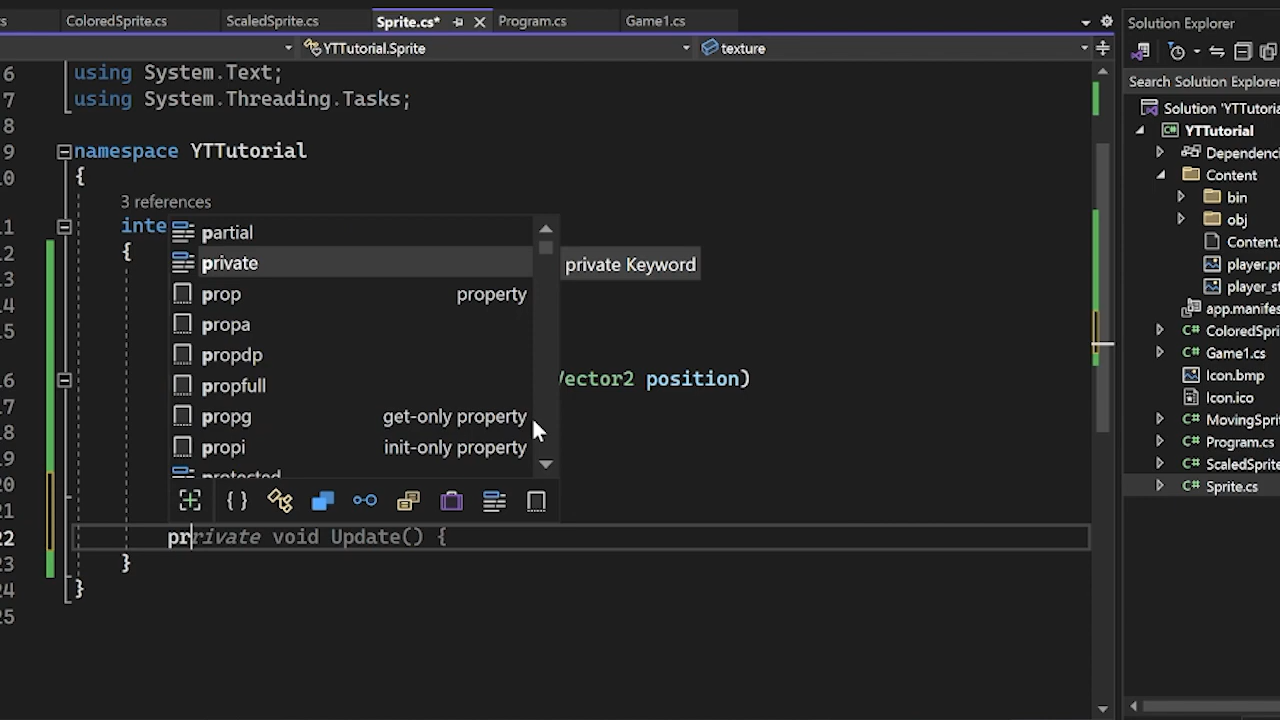 s ColoredSprite.cs ScaledSprite.cs Sprite.cs* Program.cs Game1.cs
YTTutorial.Sprite texture
6 using System.Text;
7 using System.Threading.Tasks;
8
9 namespace YTTutorial
10 {
3 references
11 inte
12 {
13
14
15
16 Vector2 position)
17
18
19
20
21
22 private void Update() {
23 }
24 }
25
partial
private
prop property
propa
propdp
propfull
propg get-only property
propi init-only property
protected
private Keyword
Solution Explorer
Search Solution Explorer
Solution 'YTTutoria
YTTutorial
Dependenci
Content
bin
obj
Content.
player.pr
player_st
app.manifes
ColoredSpri
Game1.cs
Icon.bmp
Icon.ico
MovingSprit
Program.cs
ScaledSprite
Sprite.cs